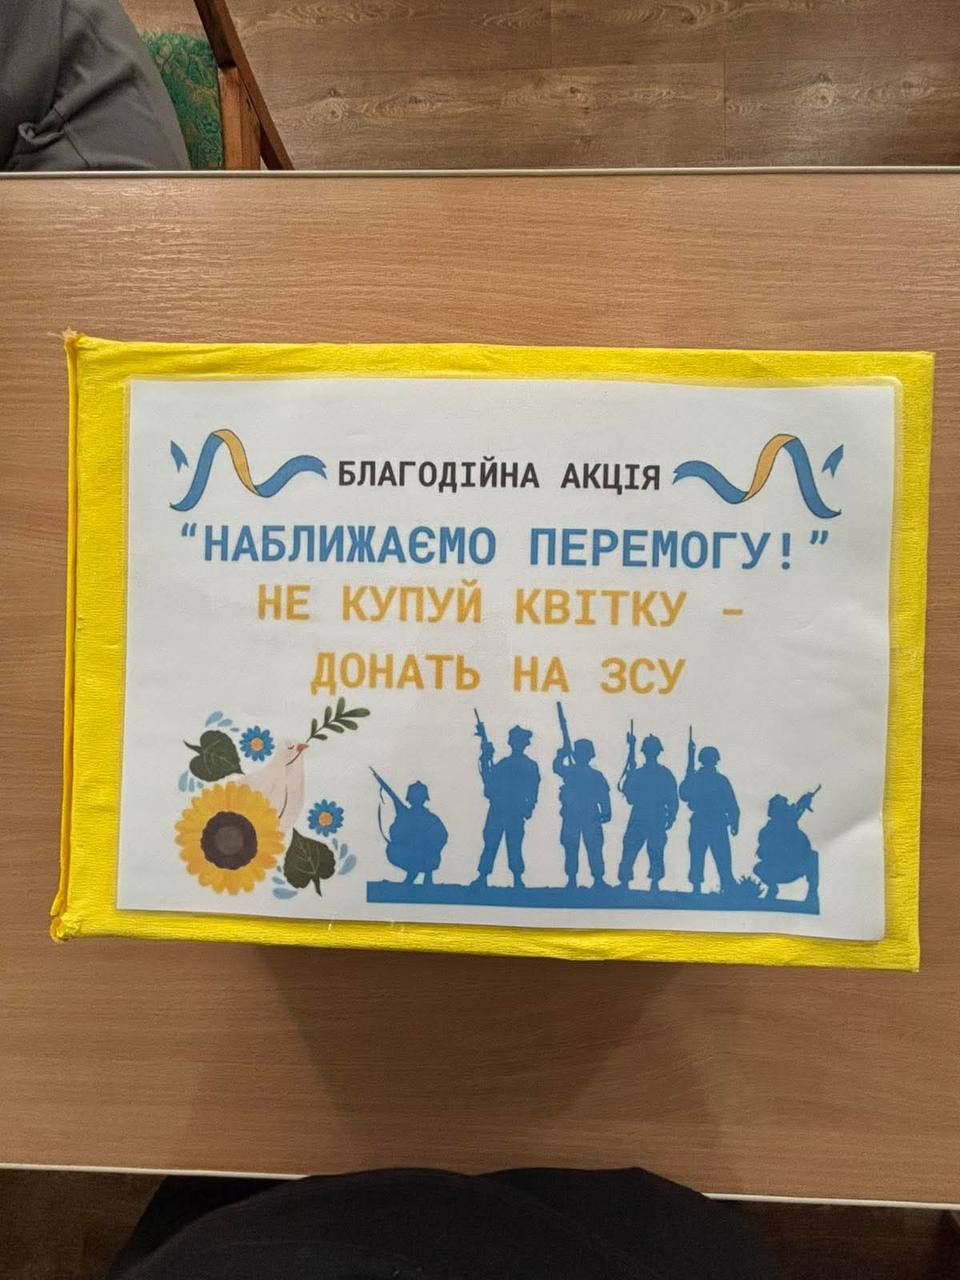 БЛАГОДІЙНА АКЦІЯ
“НАБЛИЖАЄМО ПЕРЕМОГУ!”
НЕ КУПУЙ КВІТКУ –
ДОНАТЬ НА ЗСУ